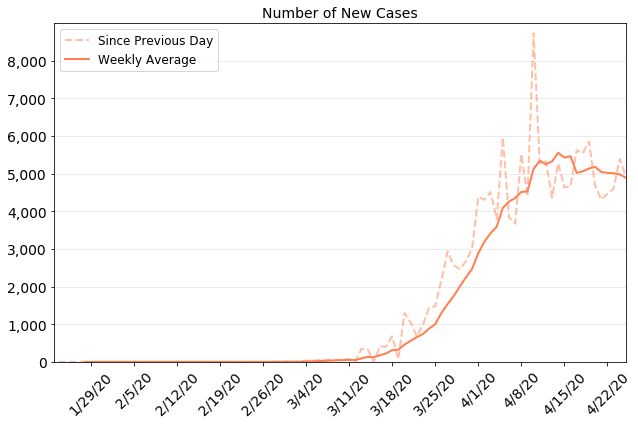 Number of New Cases
Since Previous Day
Weekly Average
8,000
7,000
6,000
5,000
4,000
3,000
2,000
1,000
0
1/29/20 2/5/20 2/12/20 2/19/20 2/26/20 3/4/20 3/11/20 3/18/20 3/25/20 4/1/20 4/8/20 4/15/20 4/22/20